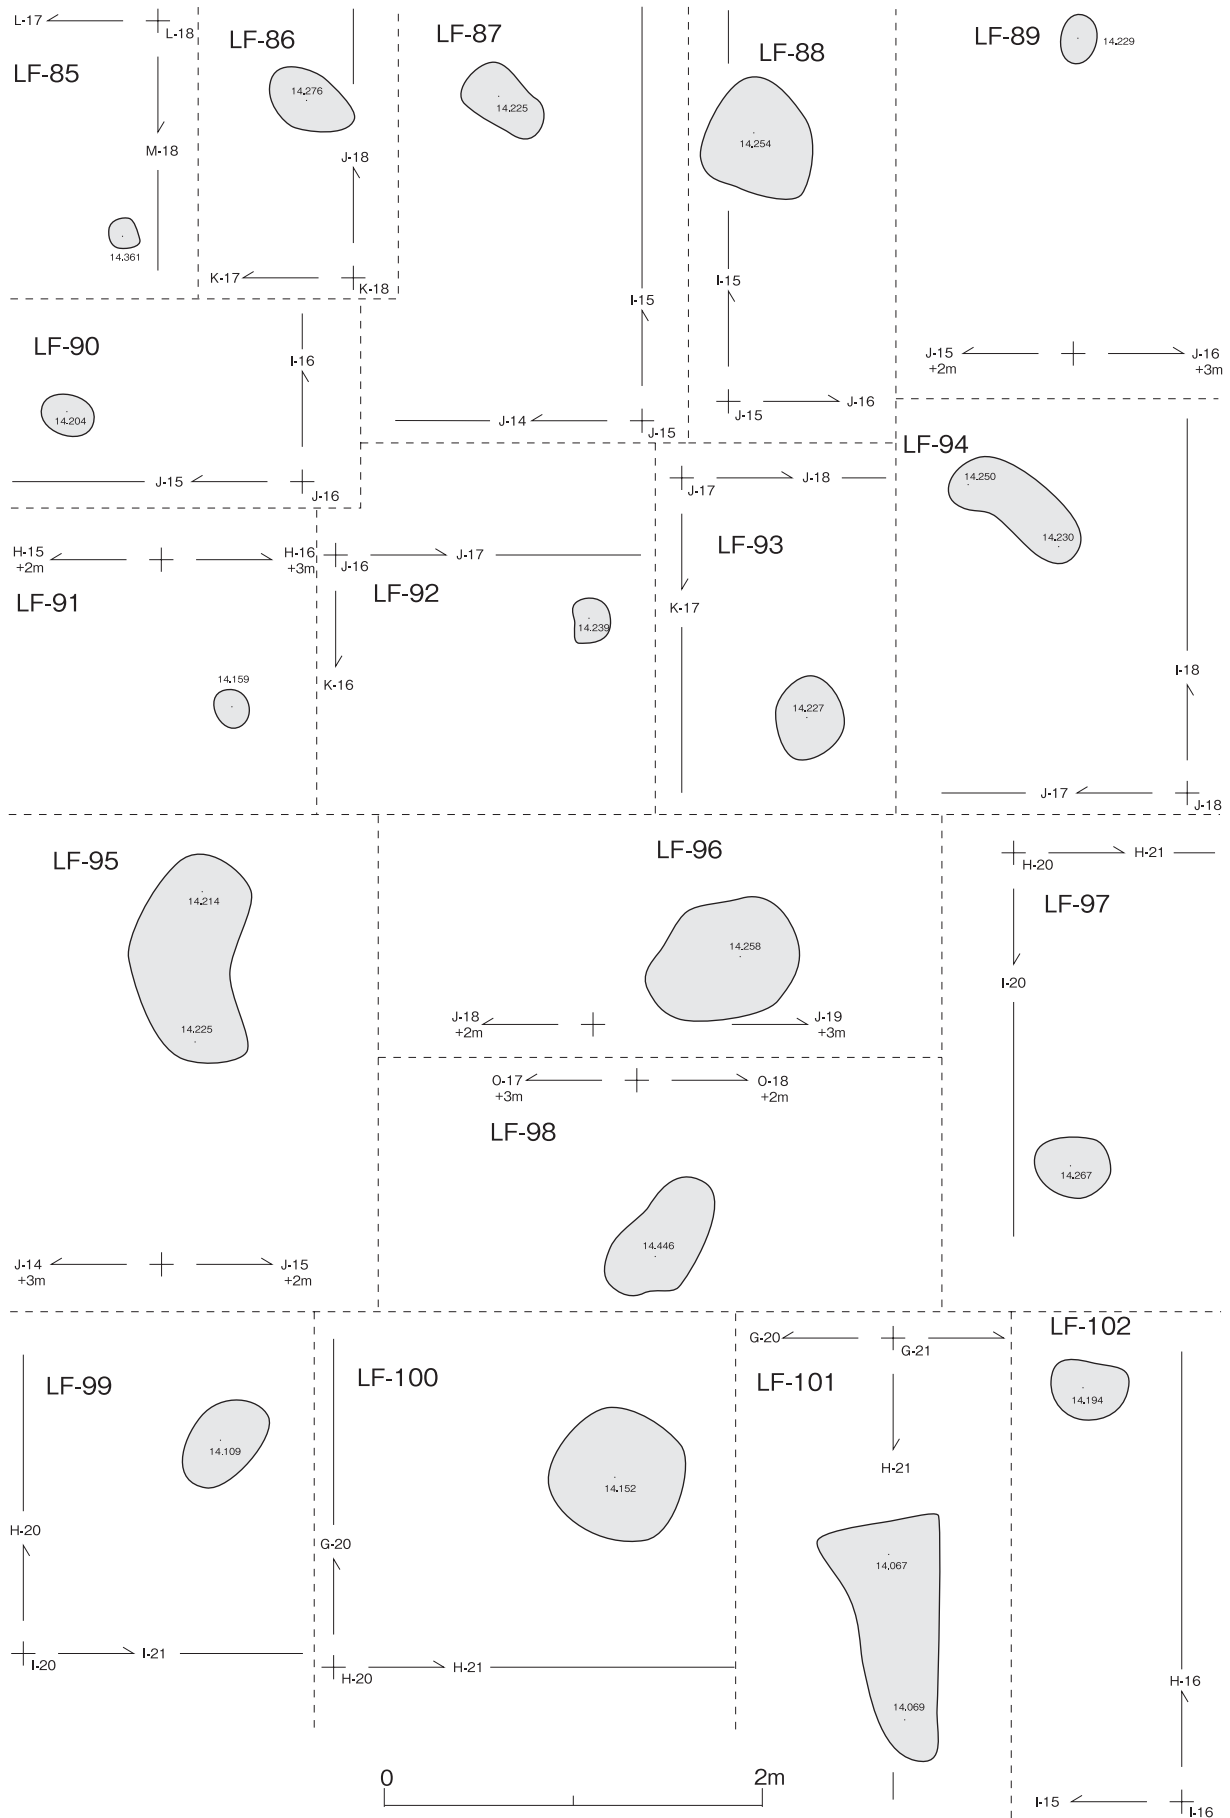 LF-85
L-17
L-18
M-18
14.361
LF-86
14.276
J-18
K-17
K-18
LF-87
14.225
I-15
J-14
J-15
LF-88
14.254
I-15
J-15
J-16
LF-89
14.229
J-15
+2m
J-16
+3m
LF-90
I-16
14.204
J-15
J-16
LF-91
H-15
+2m
H-16
+3m
14.159
LF-92
J-16
J-17
14.239
K-16
LF-93
J-17
J-18
K-17
14.227
LF-94
14.250
14.230
I-18
J-17
J-18
LF-95
14.214
14.225
J-14
+3m
J-15
+2m
LF-96
14.258
J-18
+2m
J-19
+3m
LF-97
H-20
H-21
I-20
14.267
LF-98
O-17
+3m
O-18
+2m
14.446
LF-99
14.109
H-20
I-20
I-21
LF-100
14.152
G-20
H-20
H-21
LF-101
G-20
G-21
H-21
14.067
14.069
LF-102
14.194
H-16
I-15
I-16
0
2m